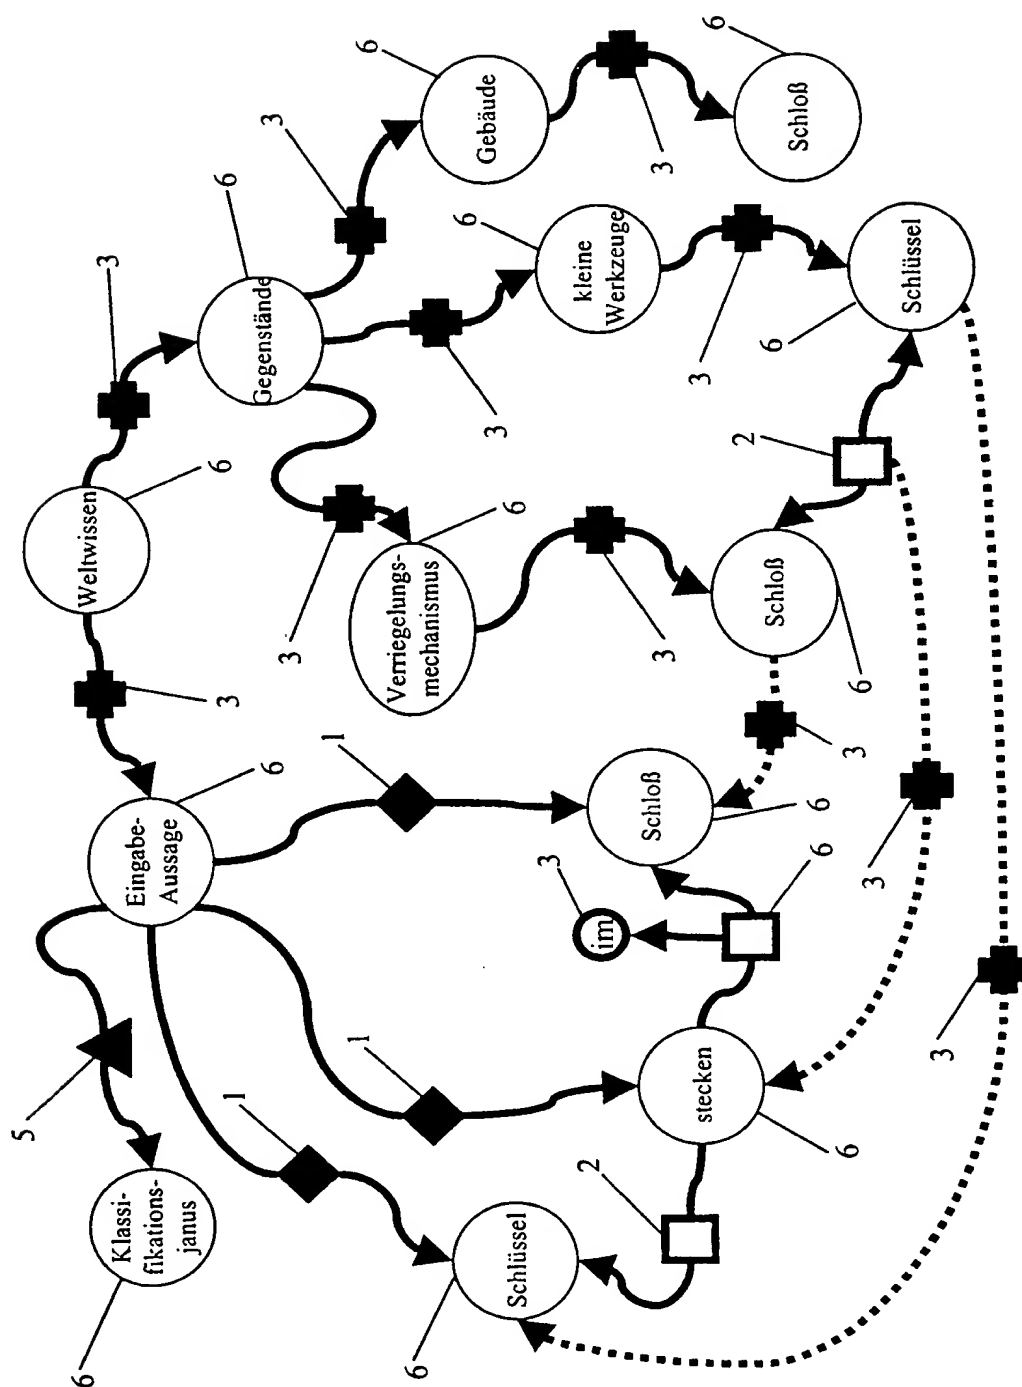 5
6
Weltwissen
3
Klassi-
fikations-
janus
Eingabe-
Aussage
6
6
3
1
Gegenstände
6
3
3
1
1
6
Verriegelungs-
mechanismus
6
6
Gebäude
3
6
Schlüssel
3
kleine
Werkzeuge
im
Schloß
3
3
2
3
stecken
6
2
6
Schloß
Schloß
6
6
6
3
6
3
Schlüssel
3